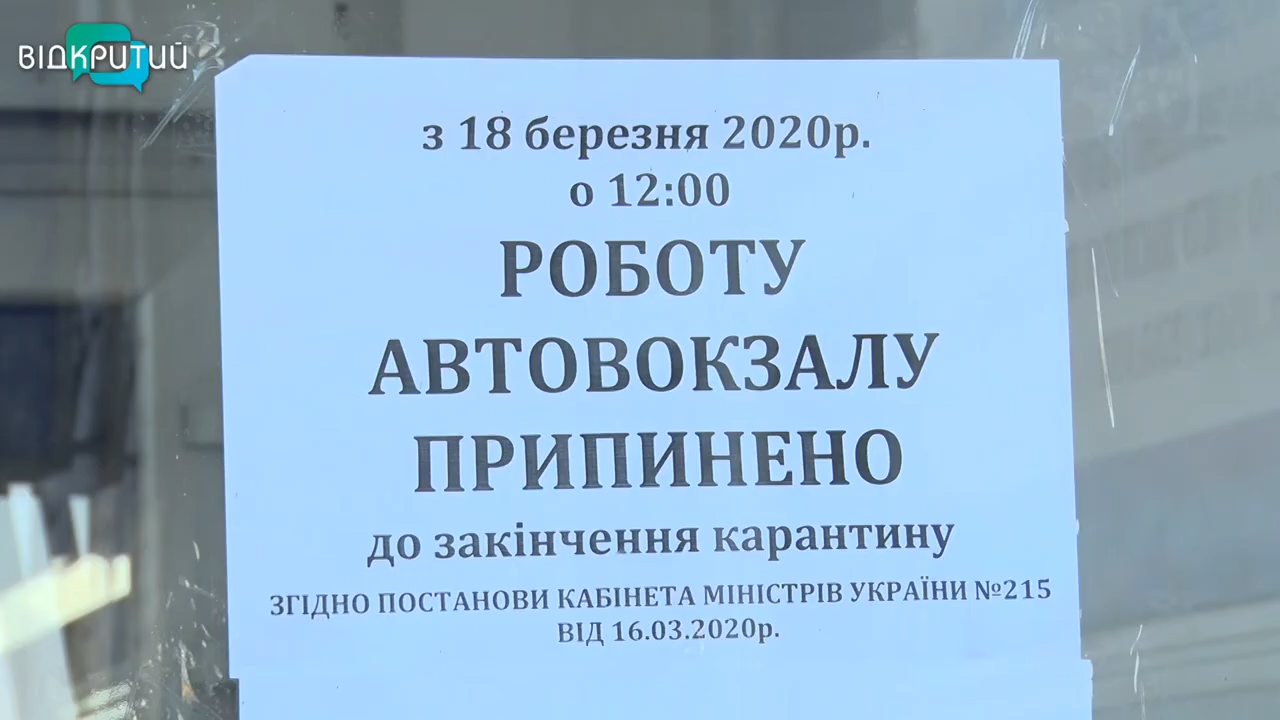 ВІДКРИТИЙ
з 18 березня 2020р.
о 12:00
РОБОТУ
АВТОВОКЗАЛУ
ПРИПИНЕНО
до закінчення карантину
ЗГІДНО ПОСТАНОВИ КАБІНЕТА МІНІСТРІВ УКРАЇНИ №215
ВІД 16.03.2020р.